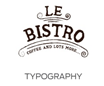 LE
BISTRO
COFFEE AND LOTS MORE...
TYPOGRAPHY